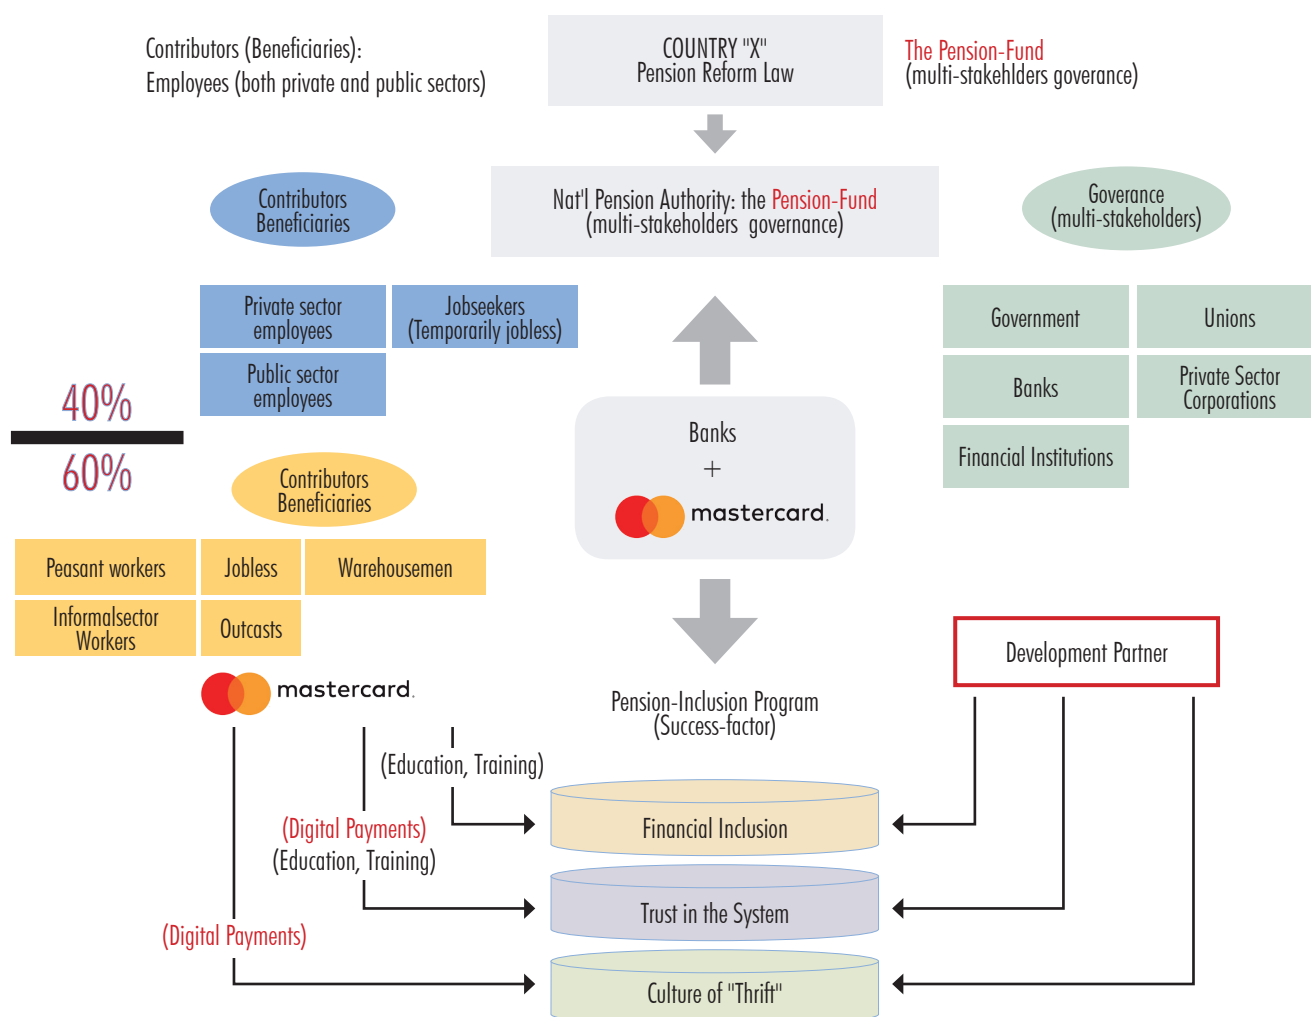 Contributors (Beneficiaries):
Employees (both private and public sectors)
COUNTRY "X"
Pension Reform Law
The Pension-Fund
(multi-stakehlders goverance)
Contributors
Beneficiaries
Nat'l Pension Authority: the Pension-Fund
(multi-stakeholders governance)
Goverance
(multi-stakeholders)
Private sector
employees
Jobseekers
(Temporarily jobless)
Public sector
employees
Government
Unions
Banks
Private Sector
Corporations
Financial Institutions
40%
60%
Banks
+
mastercard.
Contributors
Beneficiaries
Peasant workers
Jobless
Warehousemen
Informalsector
Workers
Outcasts
mastercard.
Development Partner
Pension-Inclusion Program
(Success-factor)
(Education, Training)
(Digital Payments)
(Education, Training)
(Digital Payments)
Financial Inclusion
Trust in the System
Culture of "Thrift"